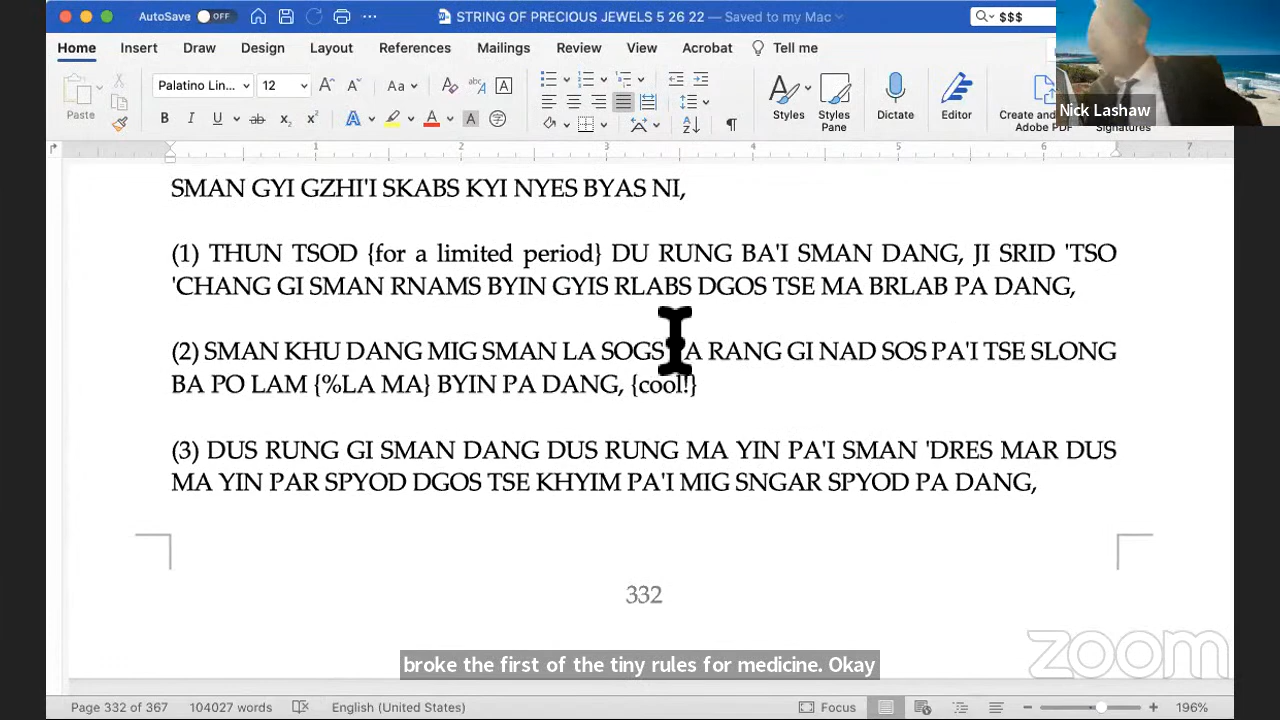 AutoSave OFF STRING OF PRECIOUS JEWELS 5 26 22 — Saved to my Mac $$$
Home Insert Draw Design Layout References Mailings Review View Acrobat Tell me
Paste Palatino Lin... 12 Styles Styles Pane Dictate Editor Create and Adobe PDF Signatures
Nick Lashaw
1 2 3 4 5 6 7
SMAN GYI GZHI'I SKABS KYI NYES BYAS NI,
(1) THUN TSOD {for a limited period} DU RUNG BA'I SMAN DANG, JI SRID 'TSO
'CHANG GI SMAN RNAMS BYIN GYIS RLABS DGOS TSE MA BRLAB PA DANG,
(2) SMAN KHU DANG MIG SMAN LA SOGS PA RANG GI NAD SOS PA'I TSE SLONG
BA PO LAM {%LA MA} BYIN PA DANG, {cool!}
(3) DUS RUNG GI SMAN DANG DUS RUNG MA YIN PA'I SMAN 'DRES MAR DUS
MA YIN PAR SPYOD DGOS TSE KHYIM PA'I MIG SNGAR SPYOD PA DANG,
332
broke the first of the tiny rules for medicine. Okay
zoom
Page 332 of 367 104027 words English (United States) Focus 196%